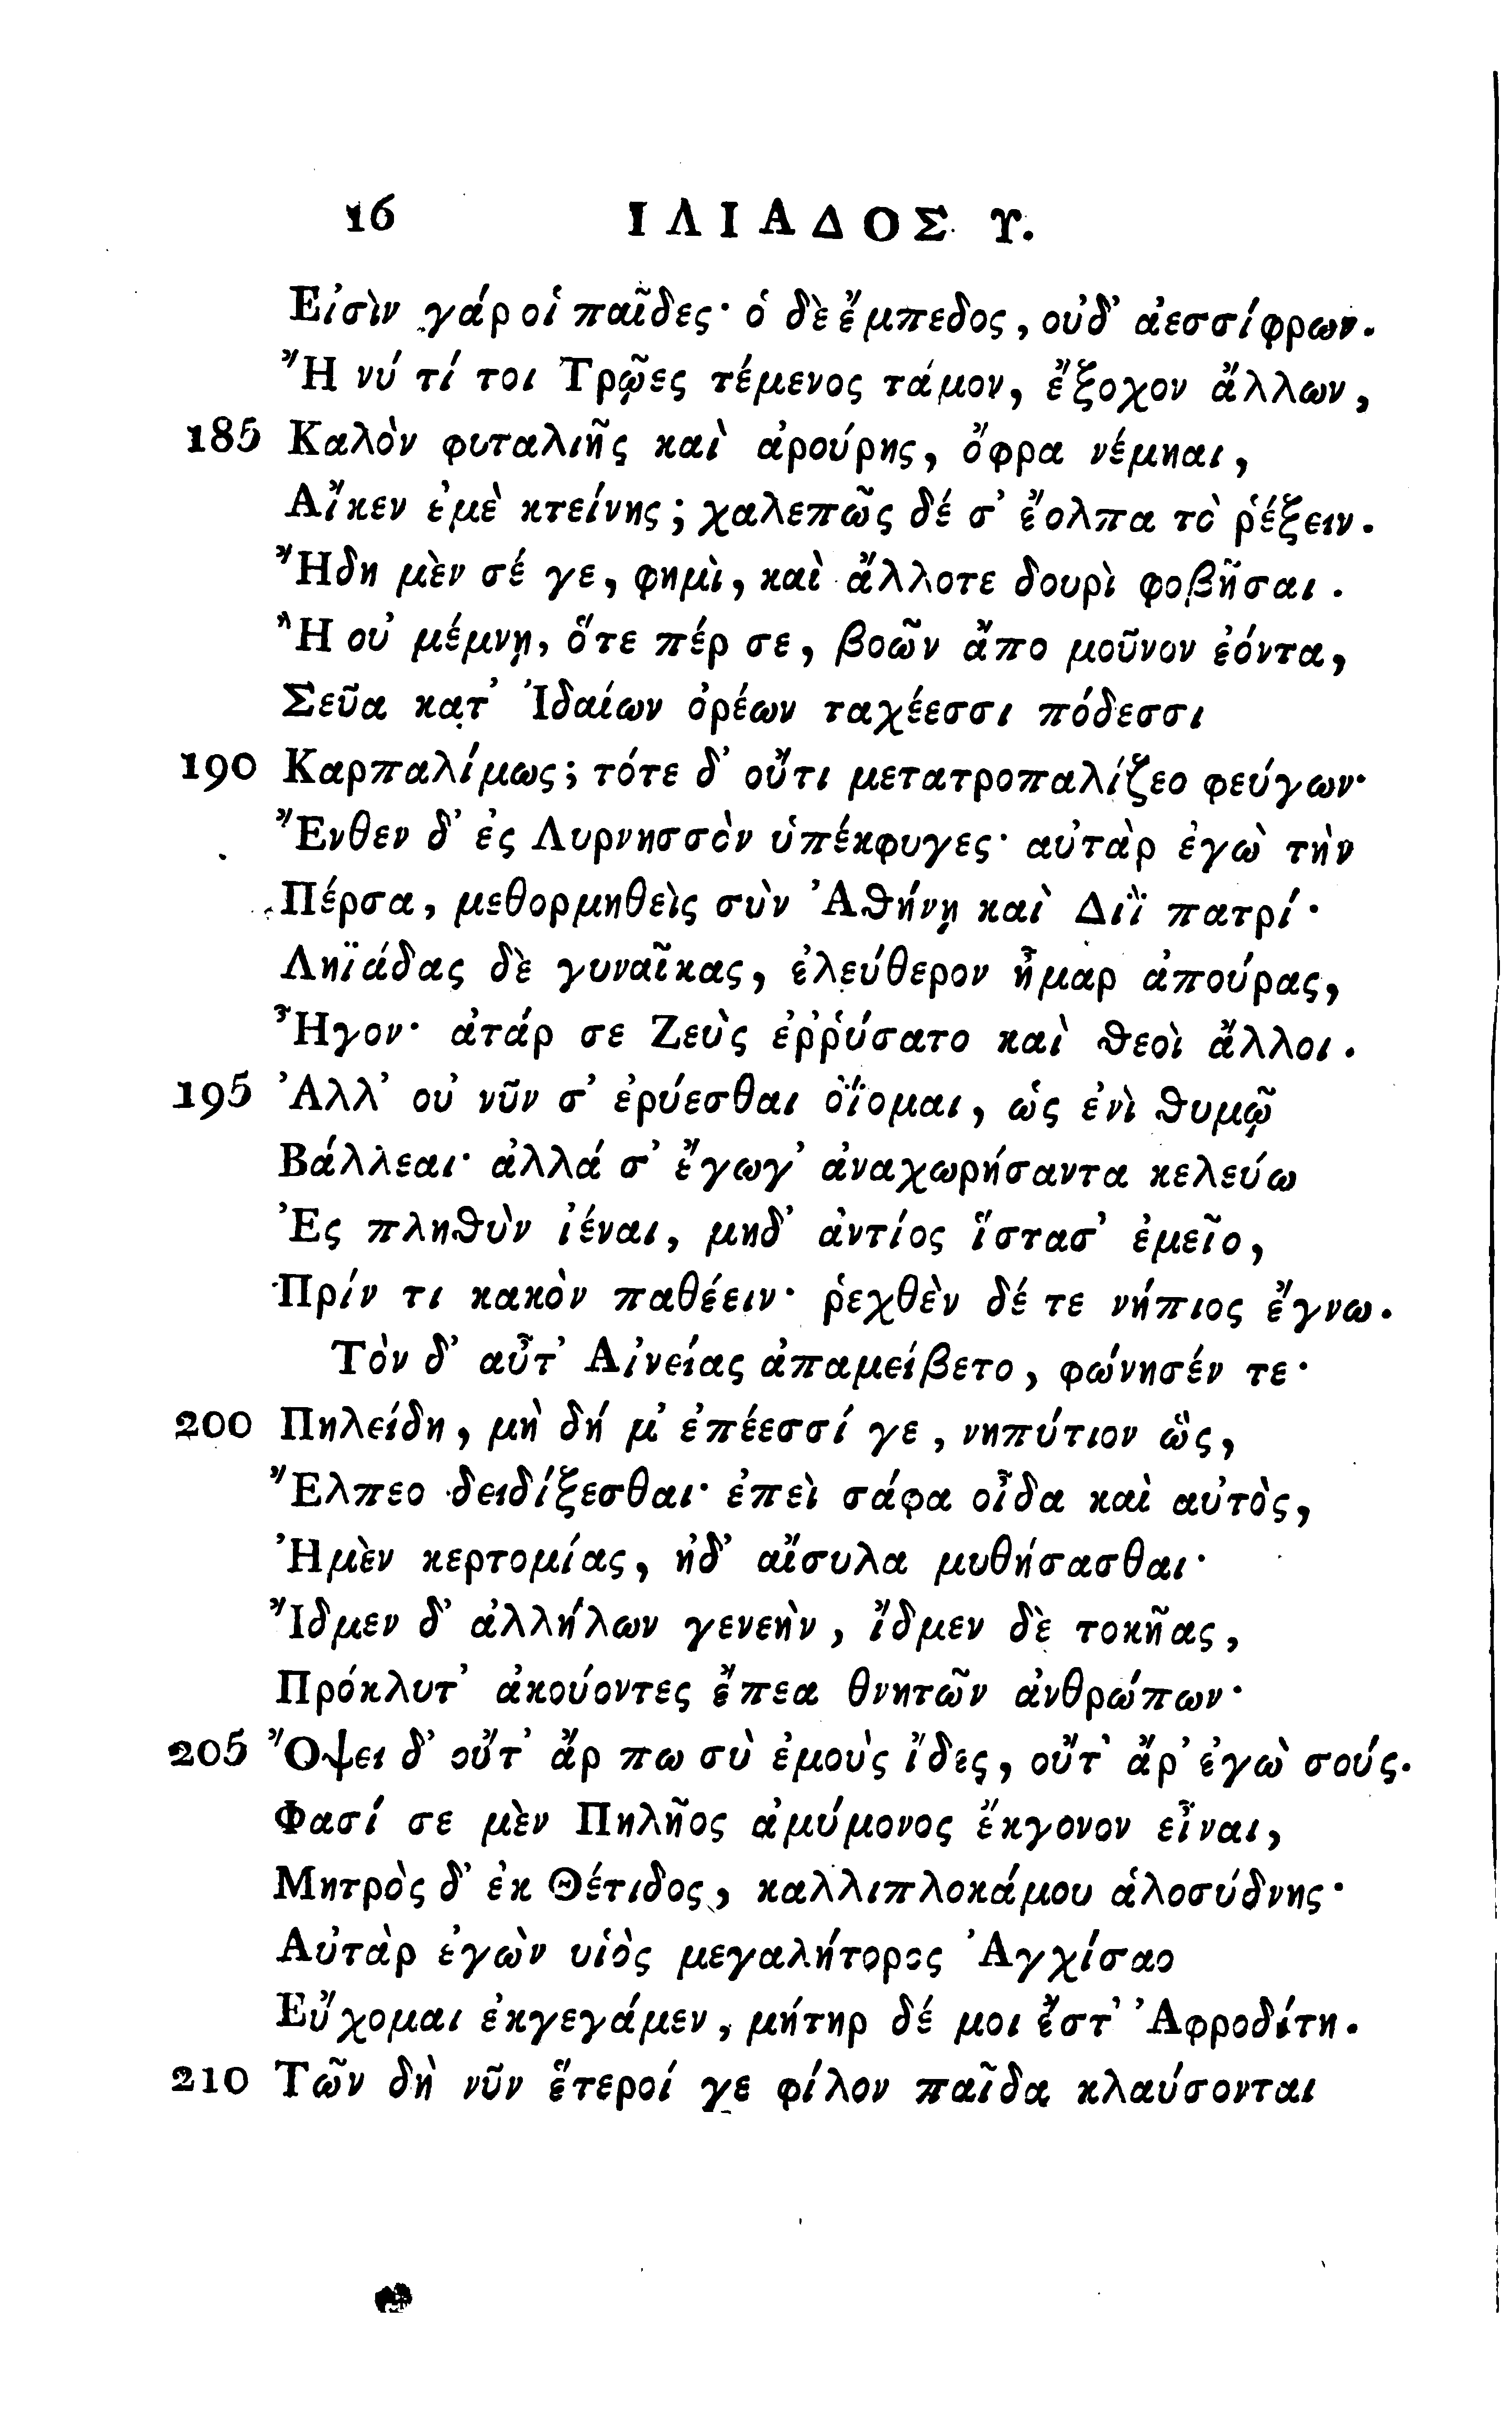 16 ΙΛΙΑΔΟΣ Υ.
Εἰσὶν γάρ οἱ παῖδες· ὁ δὲ ἔμπεδος, οὐδ᾽ ἀεσσίφρων.
Ἤ νύ τί τοι Τρῶες τέμενος τάμον, ἔξοχον ἄλλων,
185 Καλὸν φυταλιῆς καὶ ἀρούρης, ὄφρα νέμηαι,
Αἴκεν ἐμὲ κτείνης; χαλεπῶς δέ σ᾽ ἔολπα τὸ ῥέξειν.
Ἤδη μὲν σέ γε, φημὶ, καὶ ἄλλοτε δουρὶ φοβῆσαι.
Ἢ οὐ μέμνῃ, ὅτε πέρ σε, βοῶν ἄπο μοῦνον ἐόντα,
Σεῦα κατ᾽ Ἰδαίων ὀρέων ταχέεσσι πόδεσσι
190 Καρπαλίμως; τότε δ᾽ οὔτι μετατροπαλίζεο φεύγων·
Ἔνθεν δ᾽ ἐς Λυρνησσὸν ὑπέκφυγες· αὐτὰρ ἐγὼ τὴν
Πέρσα, μεθορμηθεὶς σὺν Ἀθήνῃ καὶ Διῒ πατρί·
Ληϊάδας δὲ γυναῖκας, ἐλεύθερον ἦμαρ ἀπούρας,
Ἦγον· ἀτάρ σε Ζεὺς ἐῤῥύσατο καὶ θεοὶ ἄλλοι.
195 Ἀλλ᾽ οὐ νῦν σ᾽ ἐρύεσθαι ὀΐομαι, ὡς ἐνὶ θυμῷ
Βάλλεαι· ἀλλά σ᾽ ἔγωγ᾽ ἀναχωρήσαντα κελεύω
Ἐς πληθὺν ἰέναι, μηδ᾽ ἀντίος ἵστασ᾽ ἐμεῖο,
Πρίν τι κακὸν παθέειν· ῥεχθὲν δέ τε νήπιος ἔγνω.
Τὸν δ᾽ αὖτ᾽ Αἰνείας ἀπαμείβετο, φώνησέν τε·
200 Πηλείδη, μὴ δή μ᾽ ἐπέεσσί γε, νηπύτιον ὣς,
Ἔλπεο δειδίξεσθαι· ἐπεὶ σάφα οἶδα καὶ αὐτὸς,
Ἠμὲν κερτομίας, ἠδ᾽ αἴσυλα μυθήσασθαι·
Ἴδμεν δ᾽ ἀλλήλων γενεὴν, ἴδμεν δὲ τοκῆας,
Πρόκλυτ᾽ ἀκούοντες ἔπεα θνητῶν ἀνθρώπων·
205 Ὄψει δ᾽ οὔτ᾽ ἄρ πω σὺ ἐμοὺς ἴδες, οὔτ᾽ ἄρ᾽ ἐγὼ σούς.
Φασί σε μὲν Πηλῆος ἀμύμονος ἔκγονον εἶναι,
Μητρὸς δ᾽ ἐκ Θέτιδος, καλλιπλοκάμου ἁλοσύδνης·
Αὐτὰρ ἐγὼν υἱὸς μεγαλήτορος Ἀγχίσαο
Εὔχομαι ἐκγεγάμεν, μήτηρ δέ μοι ἔστ᾽ Ἀφροδίτη.
210 Τῶν δὴ νῦν ἕτεροί γε φίλον παῖδα κλαύσονται